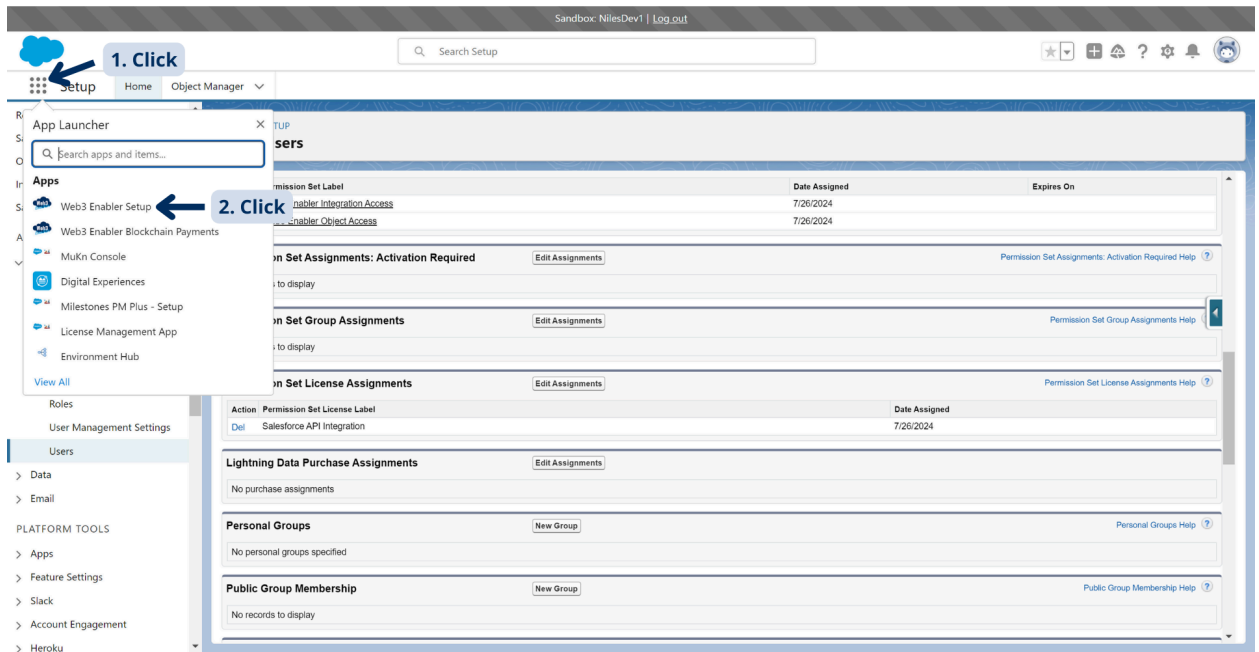 Sandbox: NilesDev1 | Log out
Search Setup
1. Click
Setup
Home
Object Manager
App Launcher
Search apps and items...
Apps
Web3 Enabler Setup
2. Click
Web3 Enabler Blockchain Payments
MuKn Console
Digital Experiences
Milestones PM Plus - Setup
License Management App
Environment Hub
View All
Roles
User Management Settings
Users
Data
Email
PLATFORM TOOLS
Apps
Feature Settings
Slack
Account Engagement
Heroku
TUP
sers
mission Set Label
Date Assigned
Expires On
nabler Integration Access
7/26/2024
Enabler Object Access
7/26/2024
on Set Assignments: Activation Required
Edit Assignments
Permission Set Assignments: Activation Required Help ?
to display
on Set Group Assignments
Edit Assignments
Permission Set Group Assignments Help
to display
on Set License Assignments
Edit Assignments
Permission Set License Assignments Help ?
Action Permission Set License Label
Date Assigned
Del Salesforce API Integration
7/26/2024
Lightning Data Purchase Assignments
Edit Assignments
No purchase assignments
Personal Groups
New Group
Personal Groups Help ?
No personal groups specified
Public Group Membership
New Group
Public Group Membership Help ?
No records to display